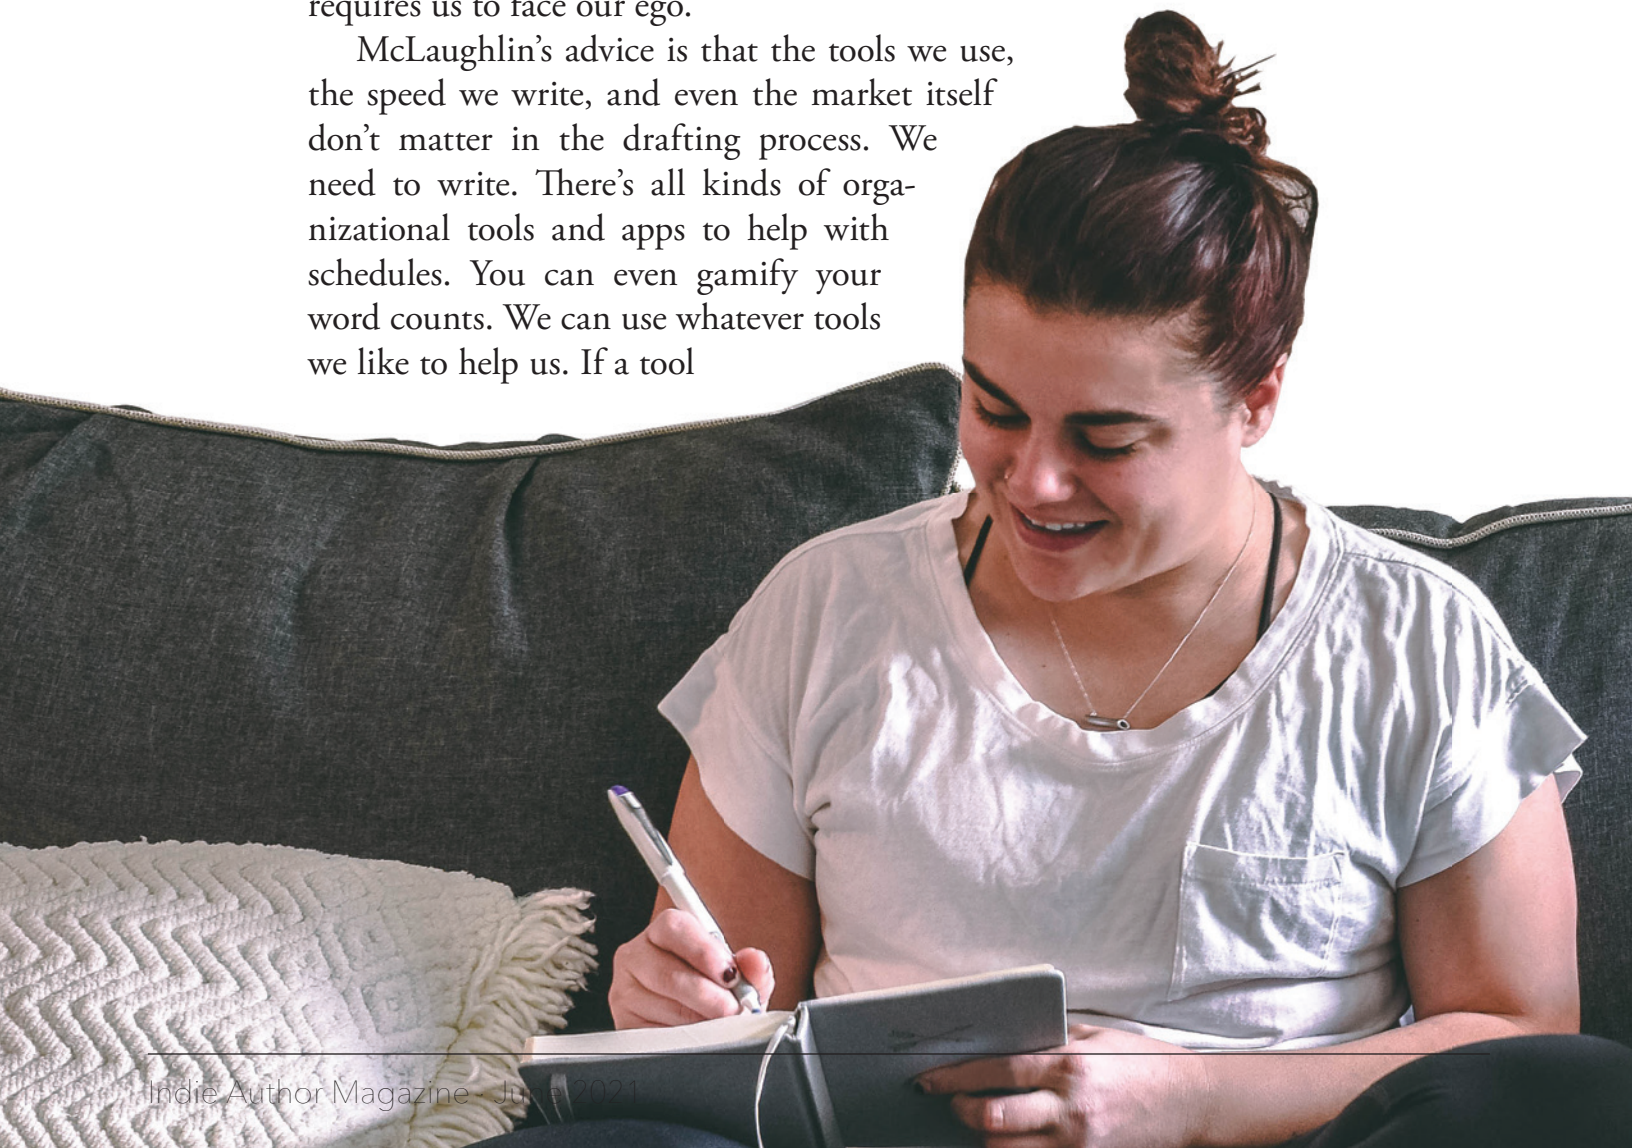 requires us to face our ego.
McLaughlin’s advice is that the tools we use,
the speed we write, and even the market itself
don’t matter in the drafting process. We
need to write. There’s all kinds of orga-
nizational tools and apps to help with
schedules. You can even gamify your
word counts. We can use whatever tools
we like to help us. If a tool
Indie Author Magazine - June 2021